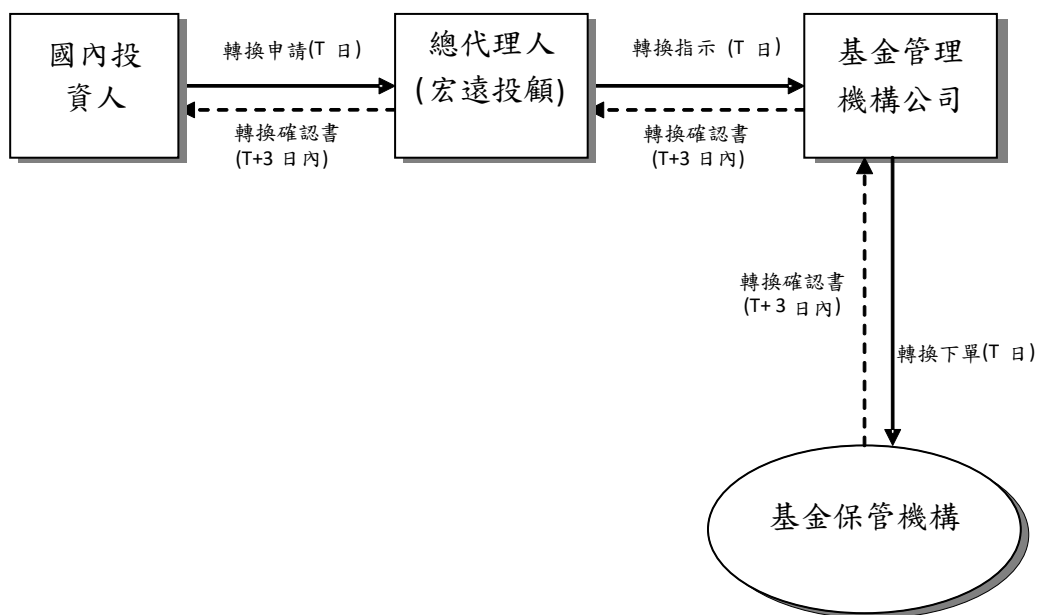 國內投
資人
轉換申請(T 日)
轉換確認書
(T+3 日內)
總代理人
(宏遠投顧)
轉換指示 (T 日)
轉換確認書
(T+3 日內)
基金管理
機構公司
轉換確認書
(T+ 3 日內)
轉換下單(T 日)
基金保管機構